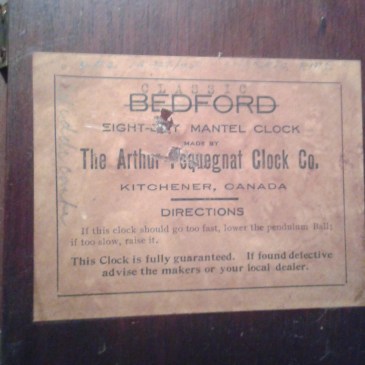 CLASSIC
BEDFORD
EIGHT-DAY MANTEL CLOCK
MADE BY
The Arthur Pequegnat Clock Co.
KITCHENER, CANADA
DIRECTIONS
If this clock should go too fast, lower the pendulum Ball;
if too slow, raise it.
This Clock is fully guaranteed. If found defective
advise the makers or your local dealer.